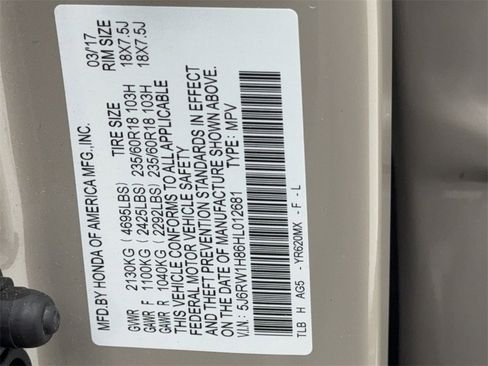 MFD.BY HONDA OF AMERICA MFG.,INC. 03/17
TIRE SIZE RIM SIZE
GVWR 2130KG (4695LBS)
GAWR F 1100KG (2425LBS) 235/60R18 103H 18X7.5J
GAWR R 1040KG (2292LBS) 235/60R18 103H 18X7.5J
THIS VEHICLE CONFORMS TO ALL APPLICABLE
FEDERAL MOTOR VEHICLE SAFETY
AND THEFT PREVENTION STANDARDS IN EFFECT
ON THE DATE OF MANUFACTURE SHOWN ABOVE.
V.I.N: 5J6RW1H86HL012681 TYPE: MPV
TLB H AG5 -YR620MX - F - L